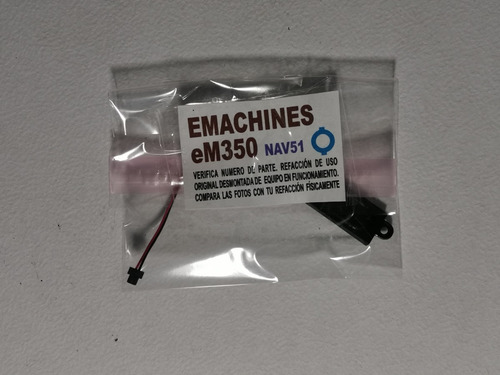 EMACHINES
eM350 NAV51
VERIFICA NUMERO DE PARTE. REFACCIÓN DE USO
ORIGINAL DESMONTADA DE EQUIPO EN FUNCIONAMIENTO.
COMPARA LAS FOTOS CON TU REFACCIÓN FÍSICAMENTE